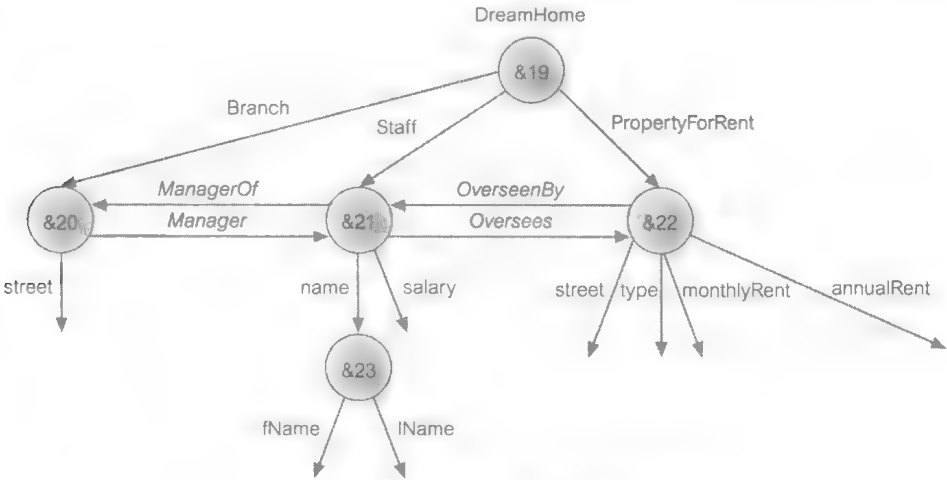 DreamHome
&19
Branch
Staff
PropertyForRent
ManagerOf
OverseenBy
&20
Manager
&21
Oversees
&22
street
name
salary
street
type
monthlyRent
annualRent
&23
fName
lName